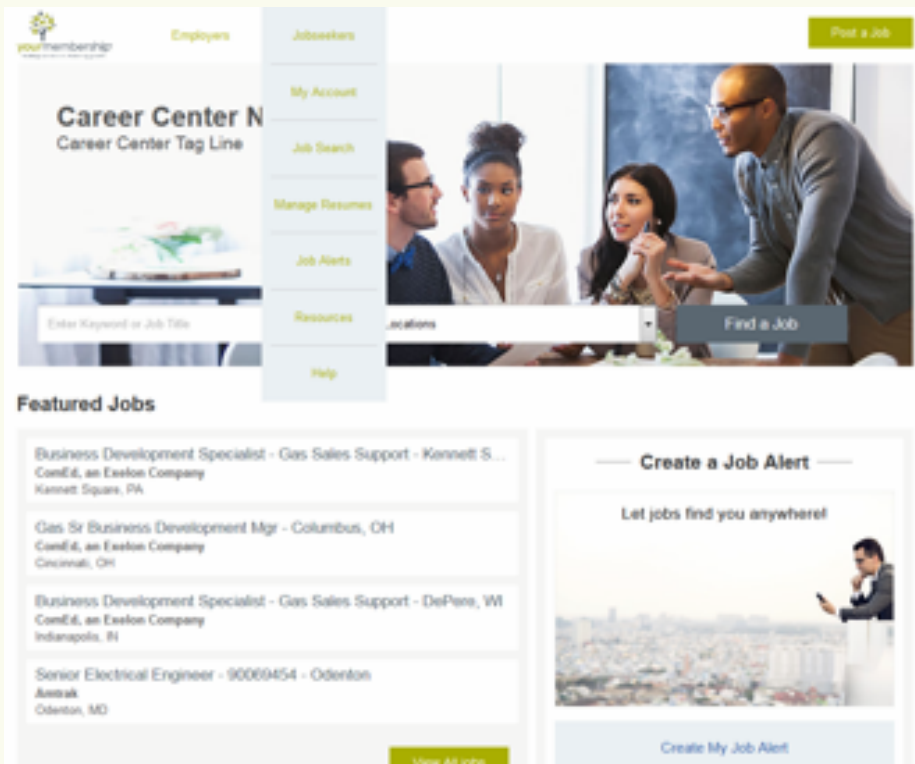 yourmembership
Employers
Jobseekers
Post a Job
My Account
Job Search
Manage Resumes
Job Alerts
Resources
Help
Career Center N
Career Center Tag Line
Enter Keyword or Job Title
ocations
Find a Job
Featured Jobs
Business Development Specialist - Gas Sales Support - Kennett S...
ComEd, an Exelon Company
Kennett Square, PA
Gas Sr Business Development Mgr - Columbus, OH
ComEd, an Exelon Company
Cincinnati, OH
Business Development Specialist - Gas Sales Support - DePere, WI
ComEd, an Exelon Company
Indianapolis, IN
Senior Electrical Engineer - 90069454 - Odenton
Amtrak
Odenton, MD
View All jobs
Create a Job Alert
Let jobs find you anywhere!
Create My Job Alert